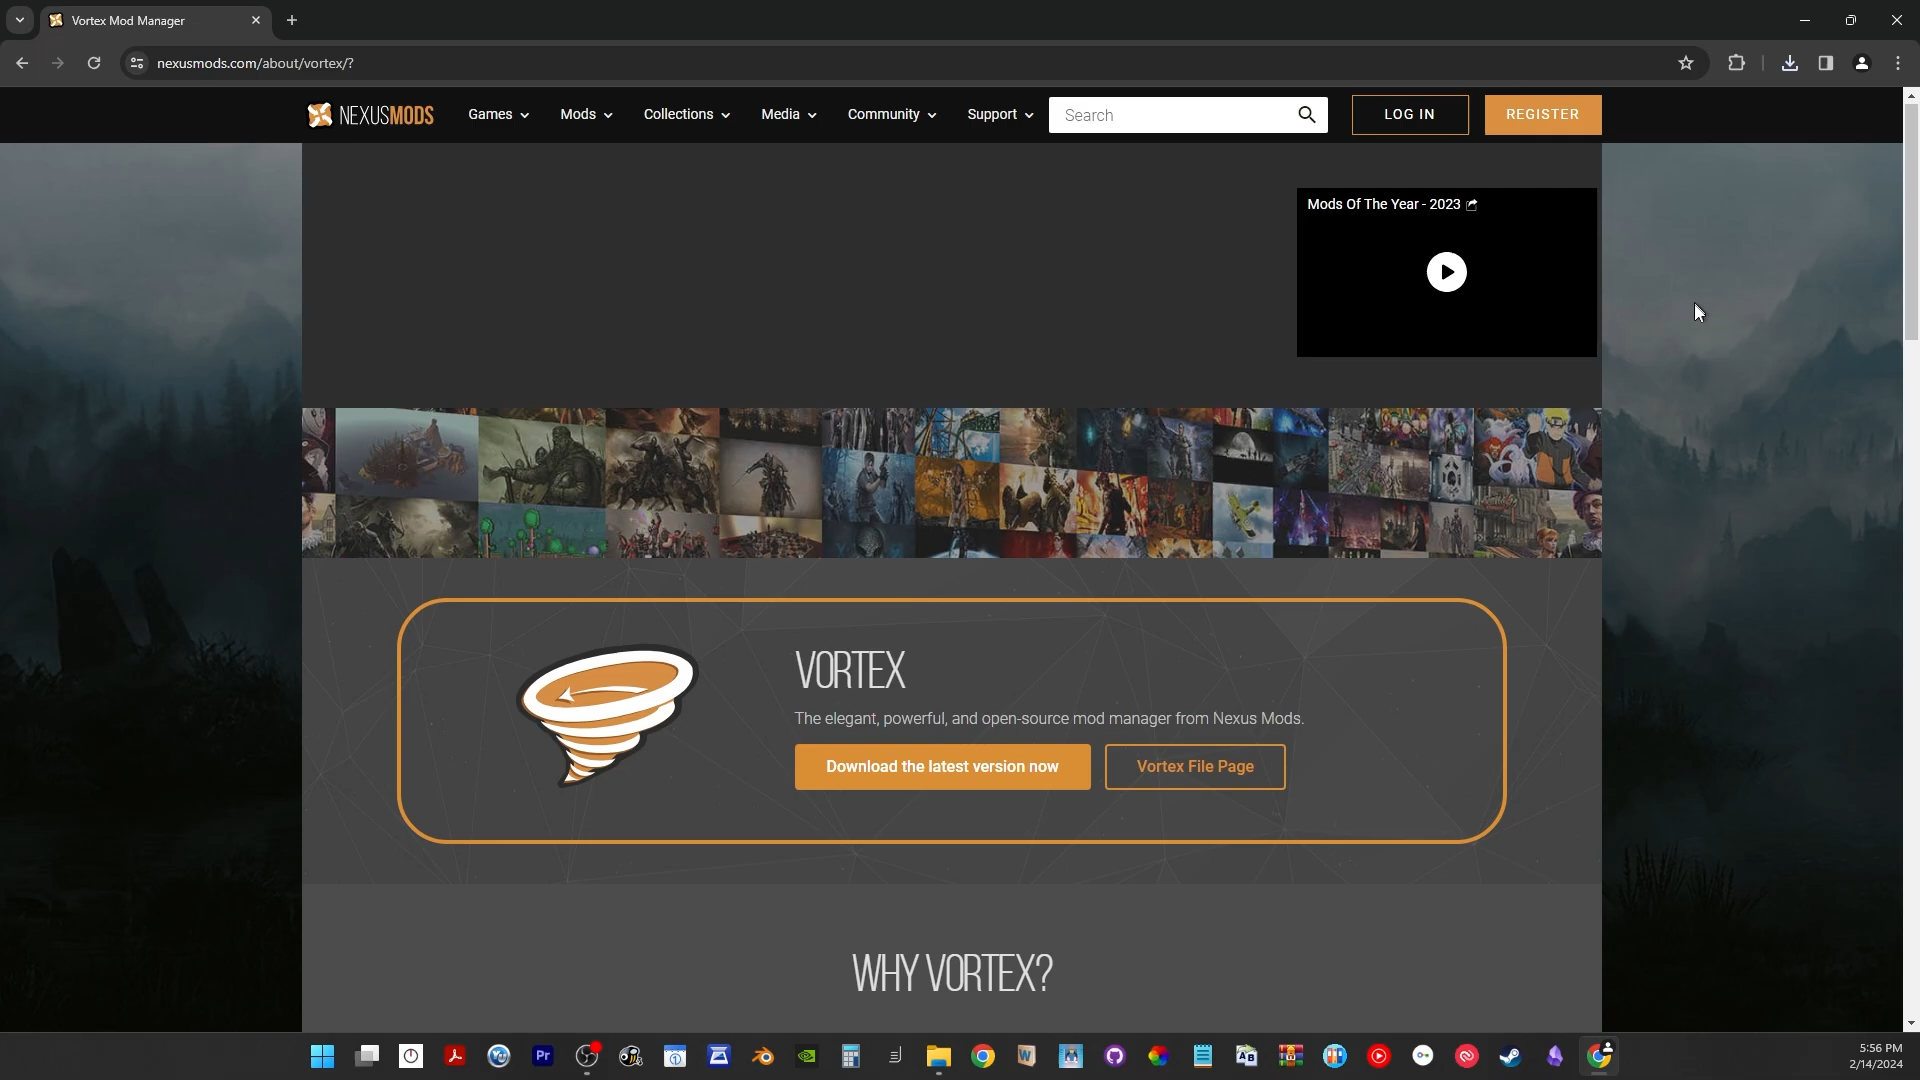 Vortex Mod Manager
nexusmods.com/about/vortex/?
NEXUSMODS
Games
Mods
Collections
Media
Community
Support
Search
LOG IN
REGISTER
Mods Of The Year - 2023
VORTEX
The elegant, powerful, and open-source mod manager from Nexus Mods.
Download the latest version now
Vortex File Page
WHY VORTEX?
Pr
W
AB
5:56 PM
2/14/2024